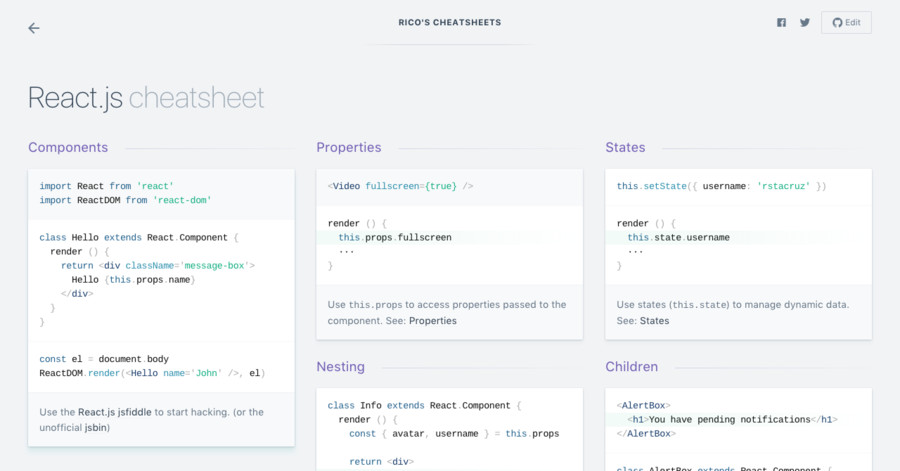 RICO'S CHEATSHEETS
Edit
React.js cheatsheet
Components
import React from 'react'
import ReactDOM from 'react-dom'
class Hello extends React.Component {
render () {
return <div className='message-box'>
Hello {this.props.name}
</div>
}
}
const el = document.body
ReactDOM.render(<Hello name='John' />, el)
Use the React.js jsfiddle to start hacking. (or the
unofficial jsbin)
Properties
<Video fullscreen={true} />
render () {
this.props.fullscreen
...
}
Use this.props to access properties passed to the
component. See: Properties
States
this.setState({ username: 'rstacruz' })
render () {
this.state.username
...
}
Use states (this.state) to manage dynamic data.
See: States
Nesting
class Info extends React.Component {
render () {
const { avatar, username } = this.props
return <div>
Children
<AlertBox>
<h1>You have pending notifications</h1>
</AlertBox>
class AlertBox extends React.Component {